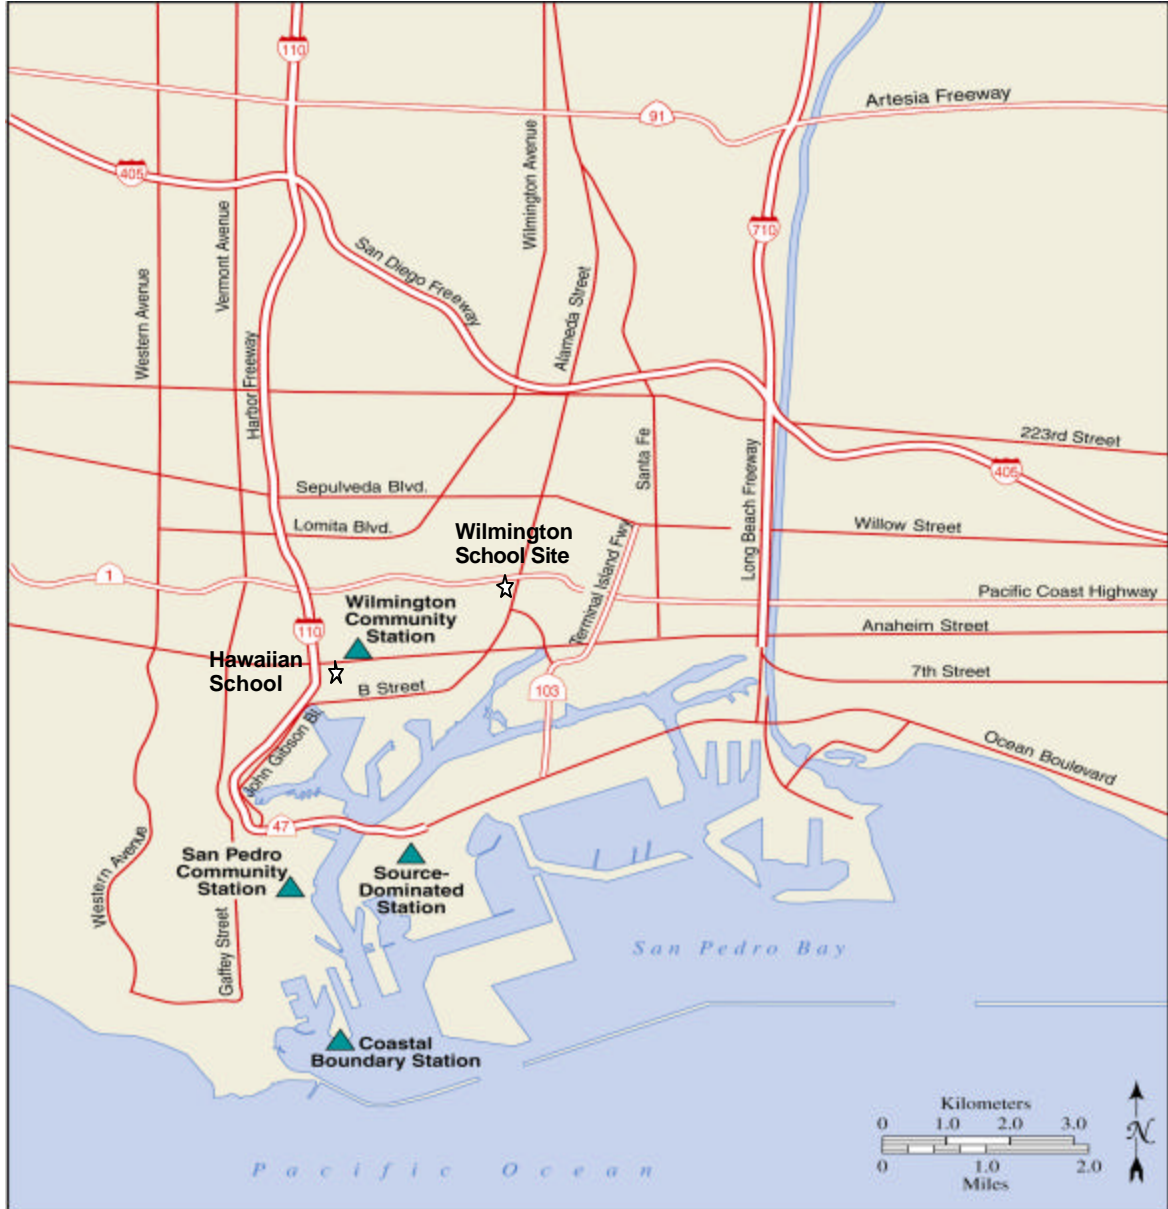 110
Artesia Freeway
91
405
Wilmington Avenue
Vermont Avenue
710
San Diego Freeway
Western Avenue
Alameda Street
Harbor Freeway
223rd Street
Santa Fe
Long Beach Freeway
405
Sepulveda Blvd.
Lomita Blvd.
Willow Street
Wilmington
School Site
Terminal Island Fwy
1
Pacific Coast Highway
Wilmington
Community
Station
110
Anaheim Street
Hawaiian
School
7th Street
B Street
103
John Gibson Bl.
Ocean Boulevard
47
San Pedro
Community
Station
Source-
Dominated
Station
Western Avenue
Gaffey Street
San Pedro Bay
Coastal
Boundary Station
Kilometers
0 1.0 2.0 3.0
0 1.0 2.0
Miles
N
Pacific Ocean